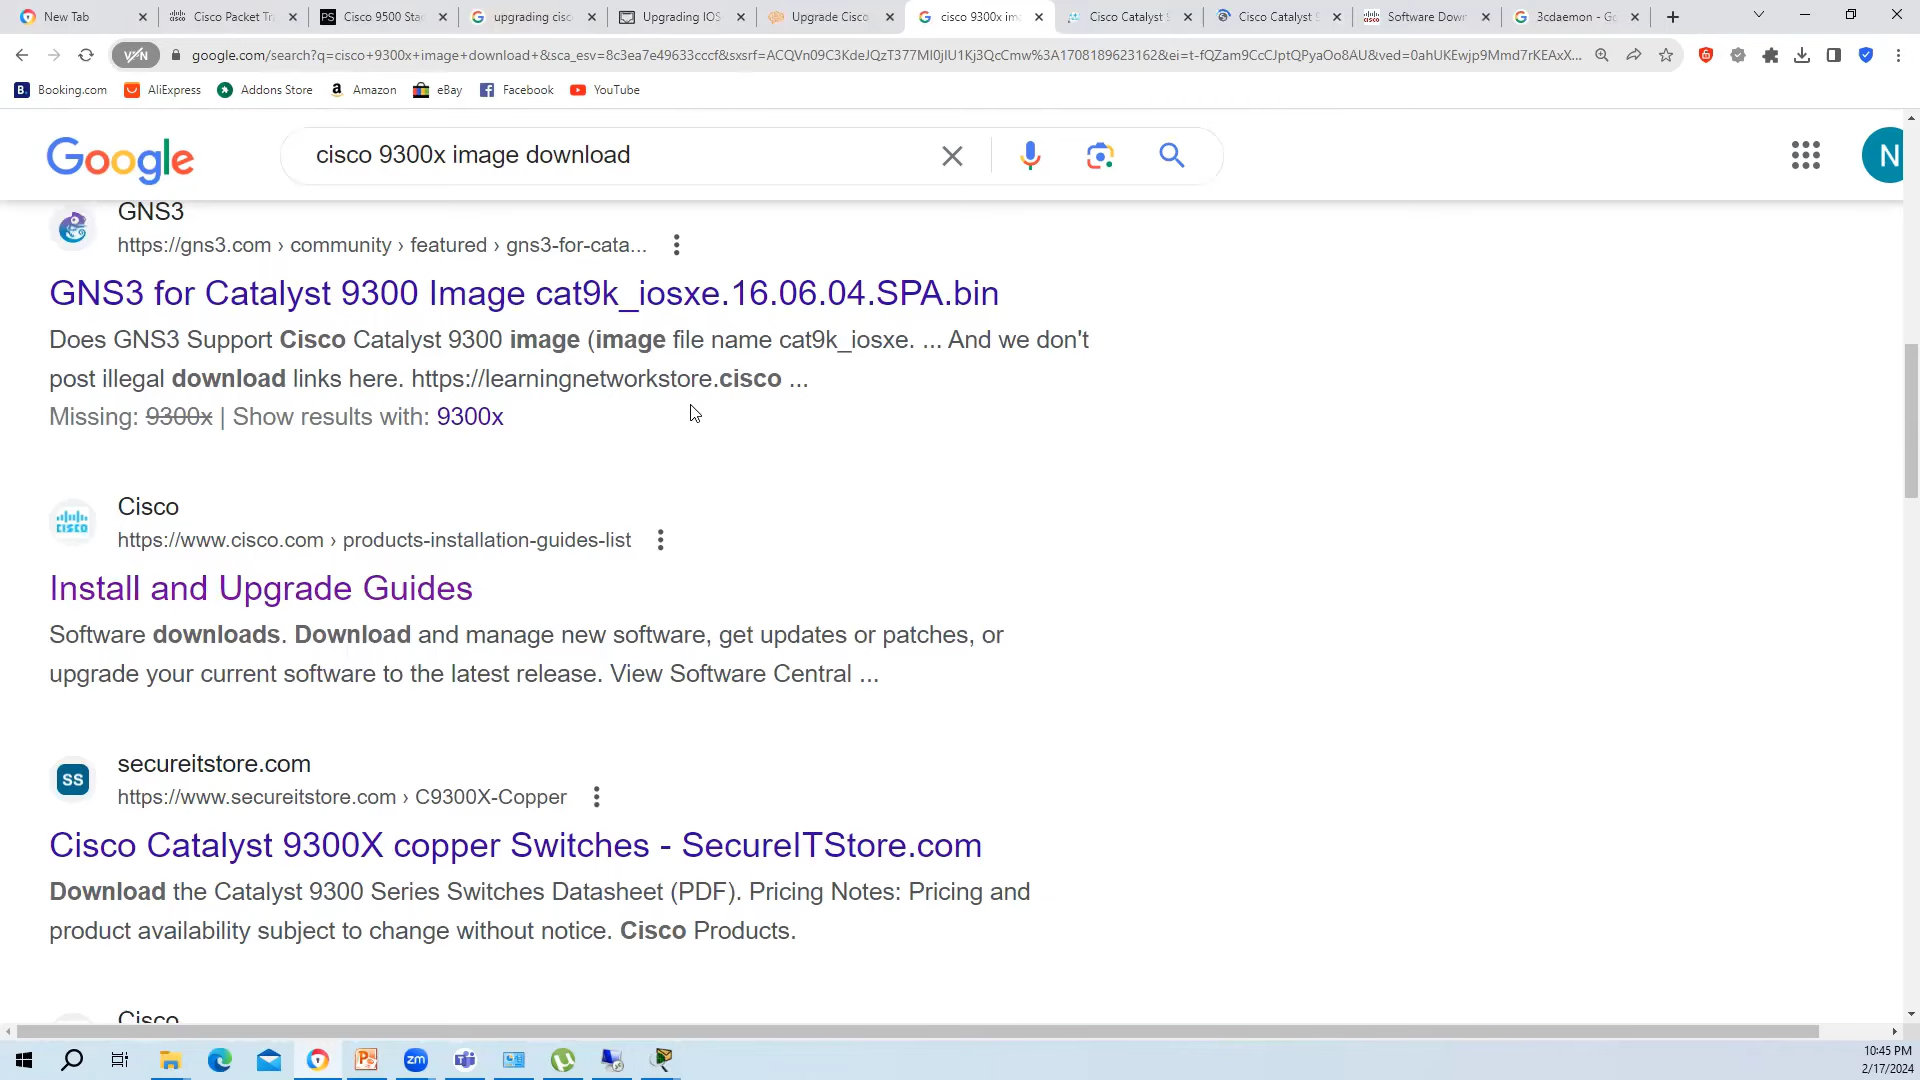 New Tab
Cisco Packet Tr
Cisco 9500 Sta
upgrading cisc
Upgrading IOS
Upgrade Cisco
cisco 9300x im
Cisco Catalyst
Cisco Catalyst
Software Down
3cdaemon - Go
VPN
google.com/search?q=cisco+9300x+image+download+&sca_esv=8c3ea7e49633cccf&sxsrf=
Booking.com
AliExpress
Addons Store
Amazon
eBay
Facebook
YouTube
Google
cisco 9300x image download
N
GNS3
https://gns3.com › community › featured › gns3-for-cata...
GNS3 for Catalyst 9300 Image cat9k_iosxe.16.06.04.SPA.bin
Does GNS3 Support Cisco Catalyst 9300 image (image file name cat9k_iosxe. ... And we don't
post illegal download links here. https://learningnetworkstore.cisco ...
Missing: 9300x | Show results with: 9300x
Cisco
https://www.cisco.com › products-installation-guides-list
Install and Upgrade Guides
Software downloads. Download and manage new software, get updates or patches, or
upgrade your current software to the latest release. View Software Central ...
SS
secureitstore.com
https://www.secureitstore.com › C9300X-Copper
Cisco Catalyst 9300X copper Switches - SecureITStore.com
Download the Catalyst 9300 Series Switches Datasheet (PDF). Pricing Notes: Pricing and
product availability subject to change without notice. Cisco Products.
Cisco
10:45 PM
2/17/2024